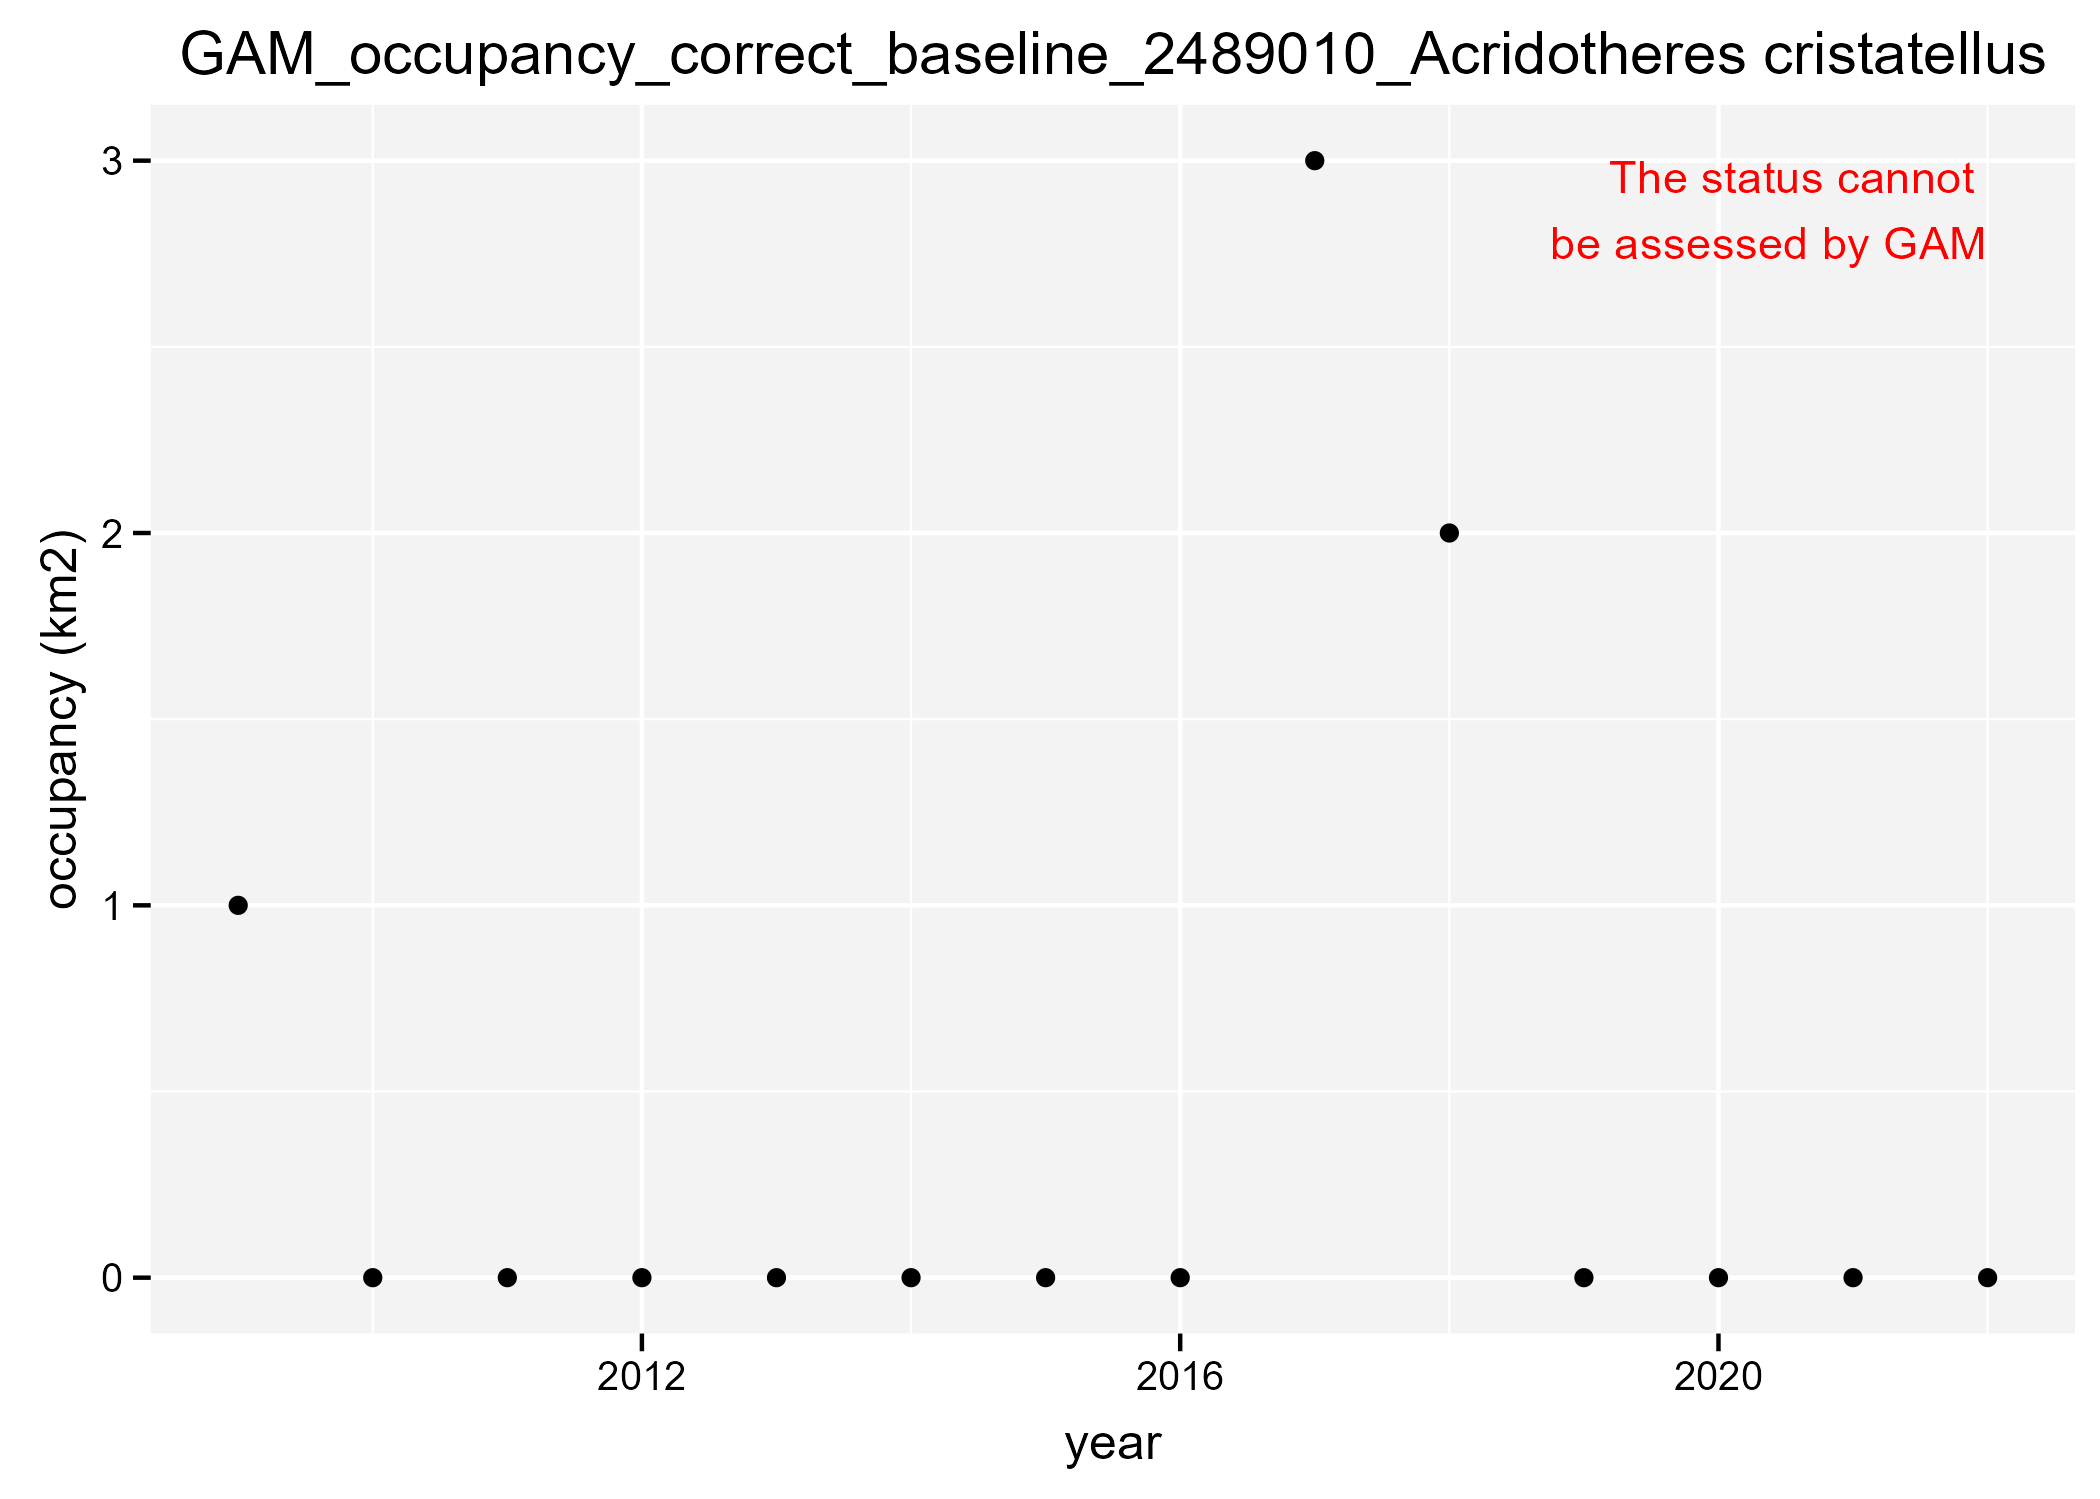 GAM_occupancy_correct_baseline_2489010_Acridotheres cristatellus
3
The status cannot
be assessed by GAM
2
occupancy (km2)
1
0
2012 2016 2020
year